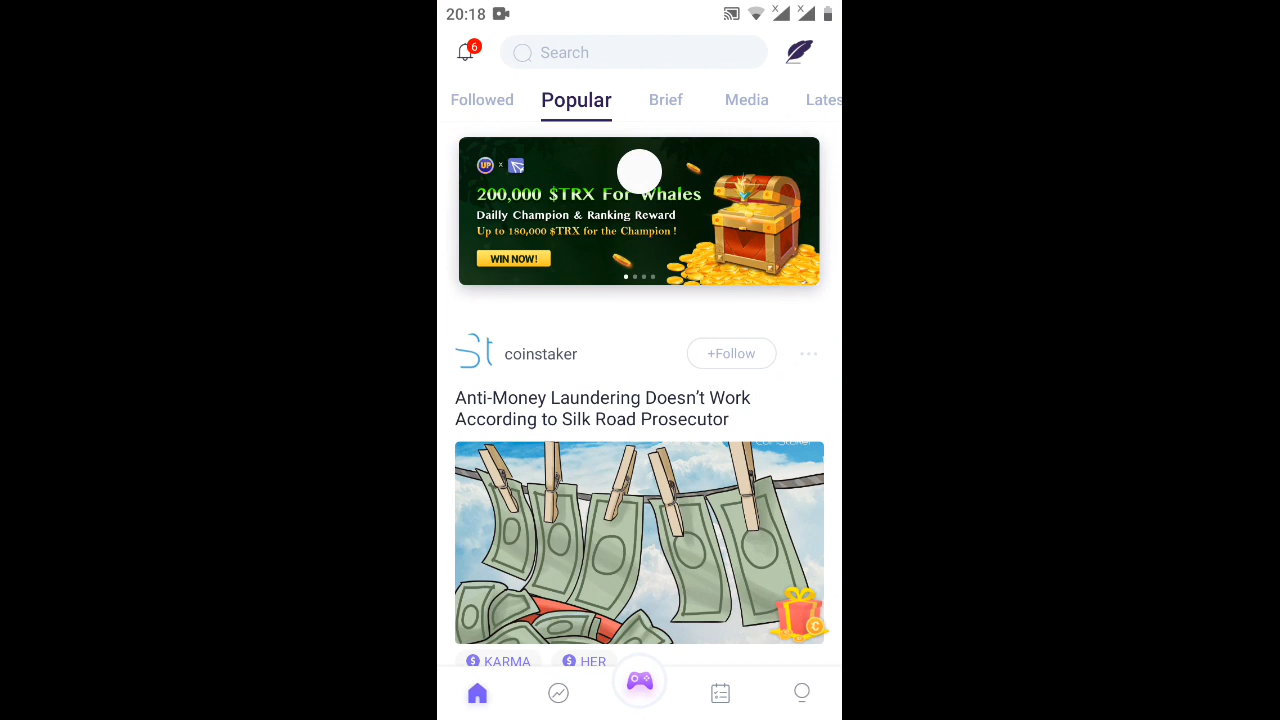 20:18
6
Search
Followed Popular Brief Media Lates
UP x
200,000 $TRX For Whales
Dailly Champion & Ranking Reward
Up to 180,000 $TRX for the Champion !
WIN NOW!
coinstaker
+Follow
Anti-Money Laundering Doesn't Work
According to Silk Road Prosecutor
KARMA HER